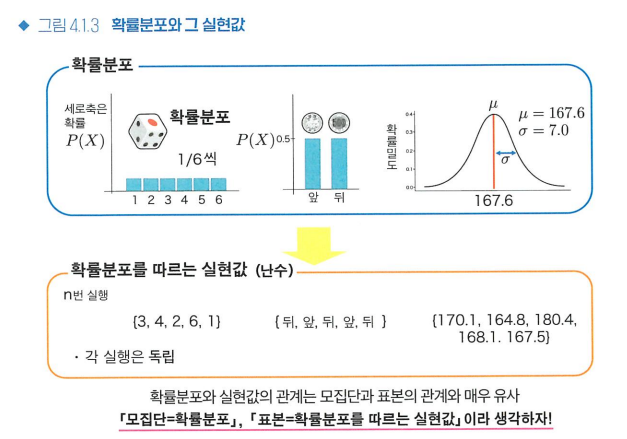 ◆ 그림 4.1.3 확률분포와 그 실현값
확률분포
세로축은
확률
P(X)
확률분포
1/6씩
1 2 3 4 5 6
P(X)
0.5
앞 뒤
확률밀도
0.4
0.3
0.2
0.1
0.0
μ
μ = 167.6
σ = 7.0
σ
167.6
확률분포를 따르는 실현값 (난수)
n번 실행
{3, 4, 2, 6, 1}
{ 뒤, 앞, 뒤, 앞, 뒤 }
{170.1, 164.8, 180.4,
168.1. 167.5}
· 각 실행은 독립
확률분포와 실현값의 관계는 모집단과 표본의 관계와 매우 유사
「모집단=확률분포」, 「표본=확률분포를 따르는 실현값」이라 생각하자!